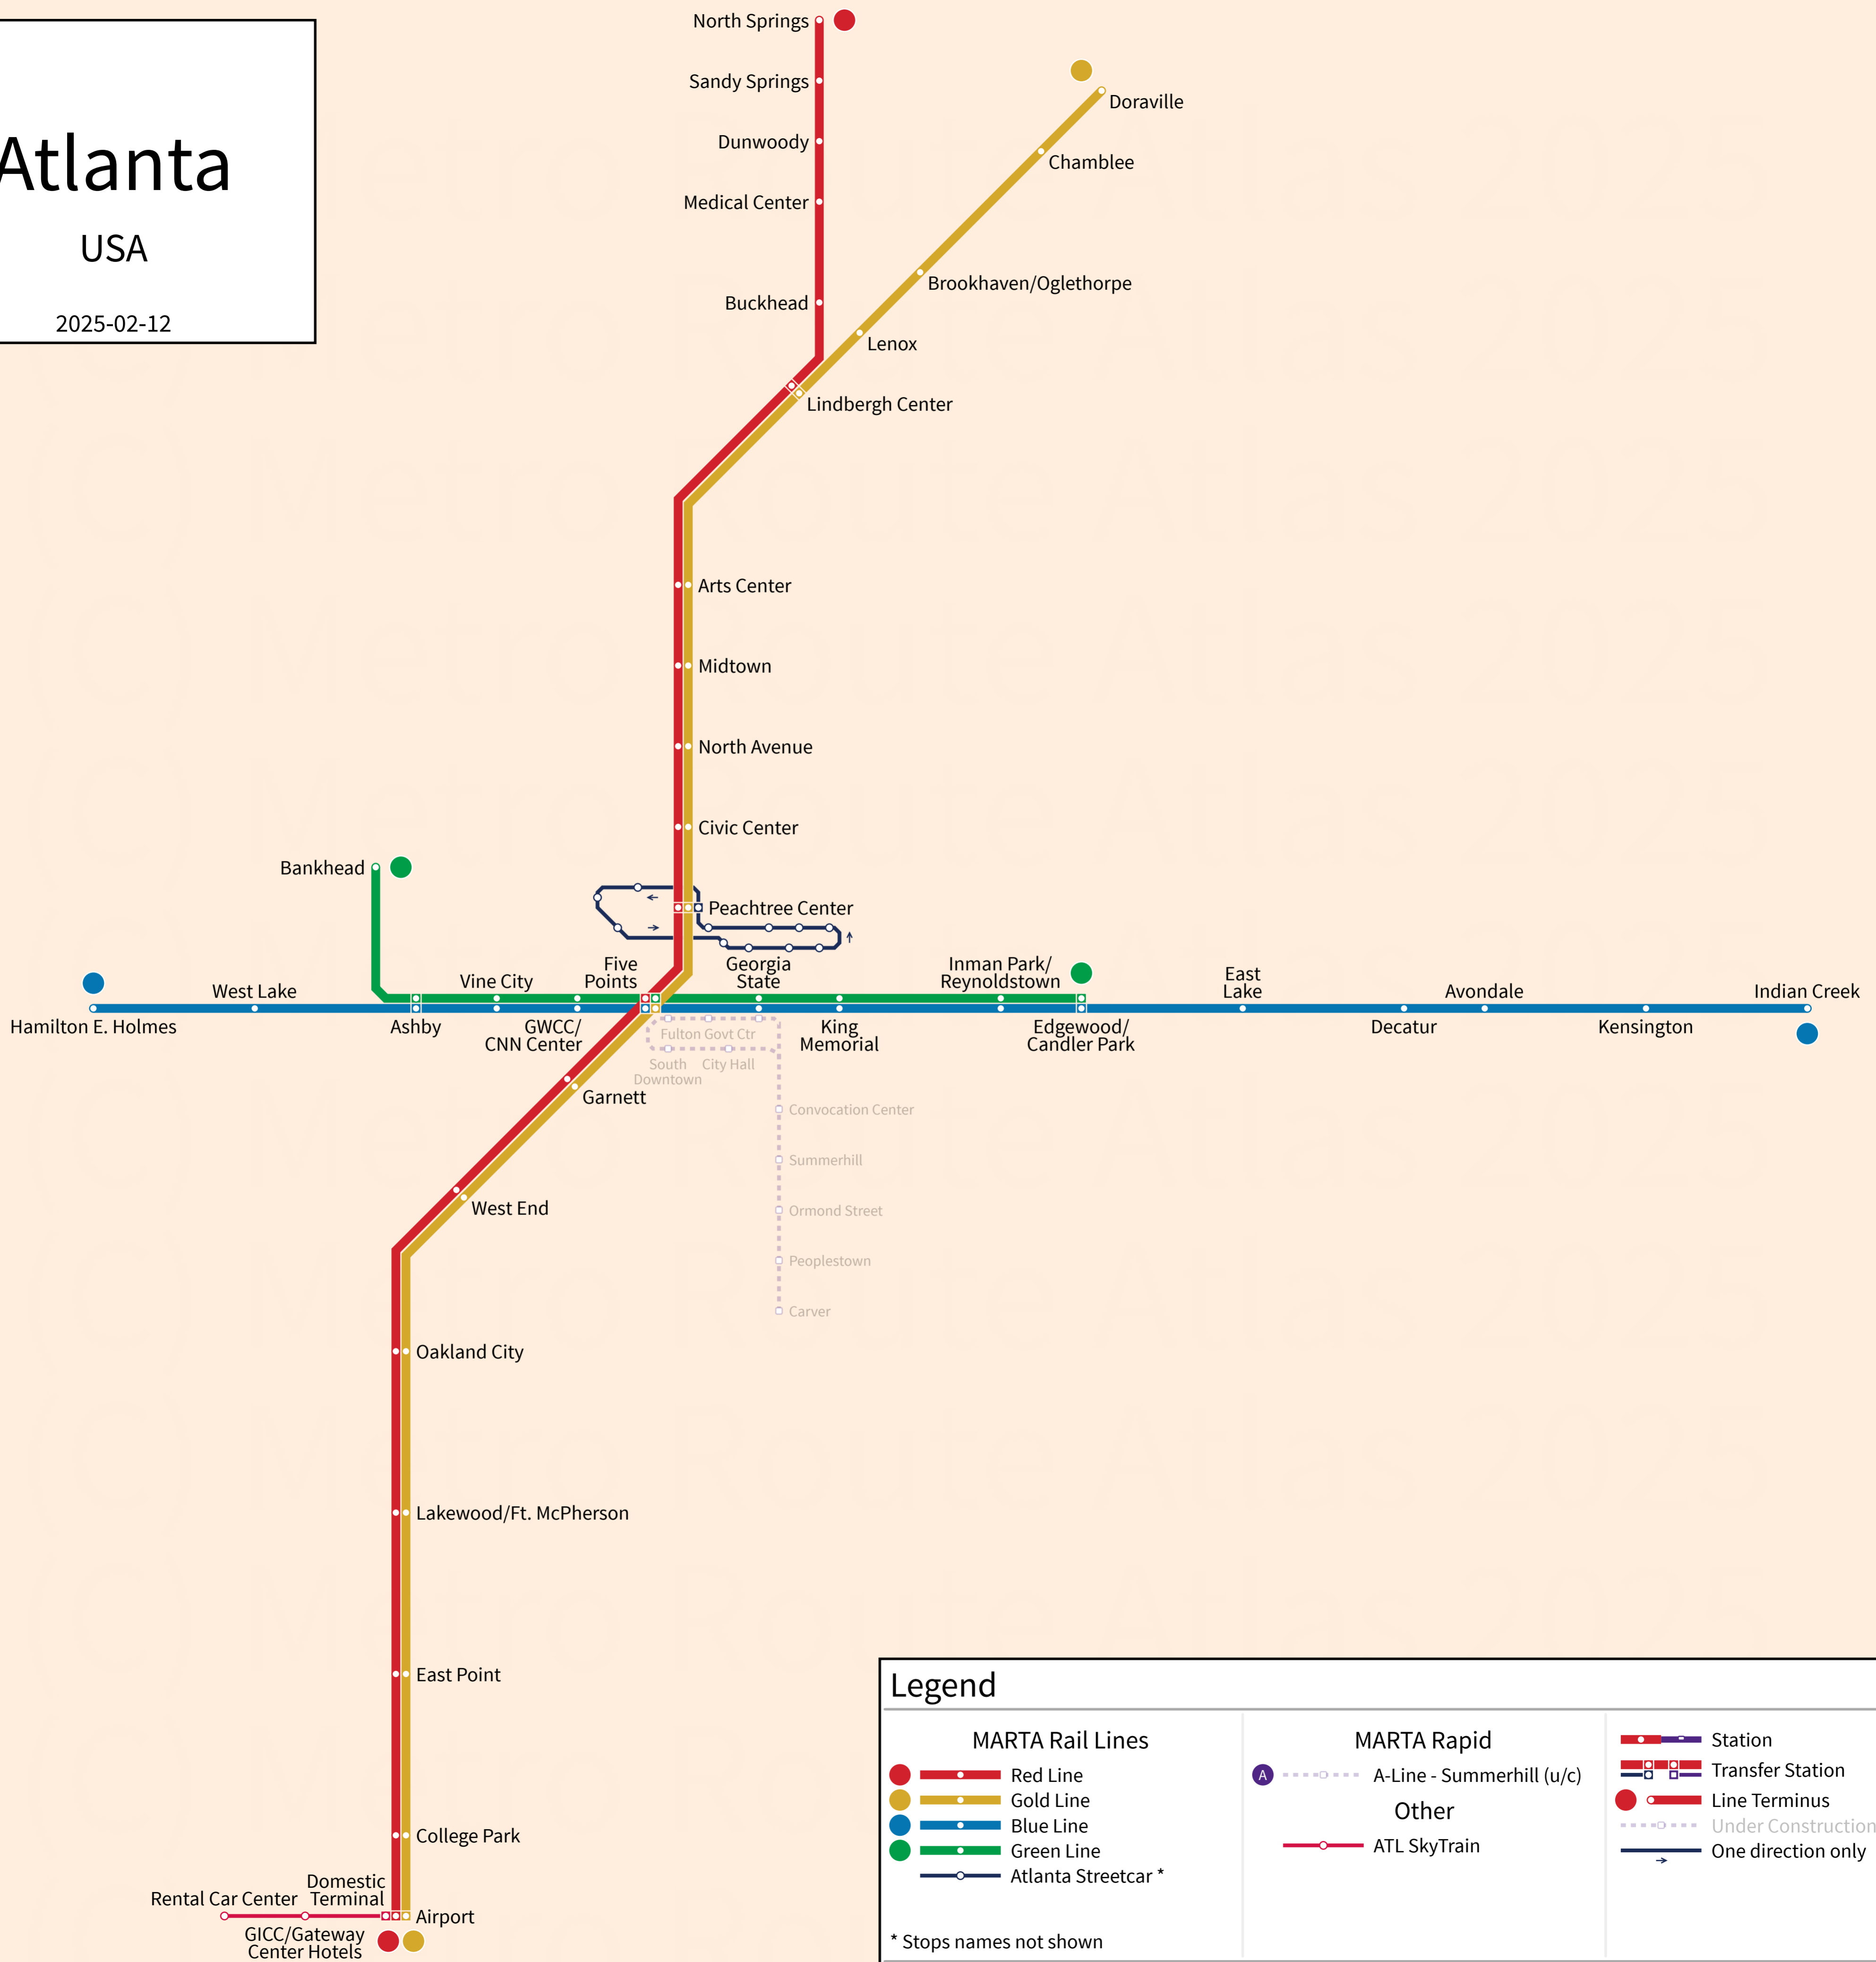 Atlanta
USA
2025-02-12
North Springs
Sandy Springs
Dunwoody
Medical Center
Buckhead
Doraville
Chamblee
Brookhaven/Oglethorpe
Lenox
Lindbergh Center
Arts Center
Midtown
North Avenue
Civic Center
Peachtree Center
Bankhead
Hamilton E. Holmes
West Lake
Ashby
Vine City
GWCC/
CNN Center
Five
Points
Georgia
State
King
Memorial
Inman Park/
Reynoldstown
Edgewood/
Candler Park
East
Lake
Decatur
Avondale
Kensington
Indian Creek
Fulton Govt Ctr
South
Downtown
City Hall
Convocation Center
Summerhill
Ormond Street
Peoplestown
Carver
Garnett
West End
Oakland City
Lakewood/Ft. McPherson
East Point
College Park
Airport
Domestic
Terminal
Rental Car Center
GICC/Gateway
Center Hotels
Legend
MARTA Rail Lines
Red Line
Gold Line
Blue Line
Green Line
Atlanta Streetcar *
* Stops names not shown
MARTA Rapid
A
A-Line - Summerhill (u/c)
Other
ATL SkyTrain
Station
Transfer Station
Line Terminus
Under Construction
One direction only
(C) Metro Route Atlas 2025